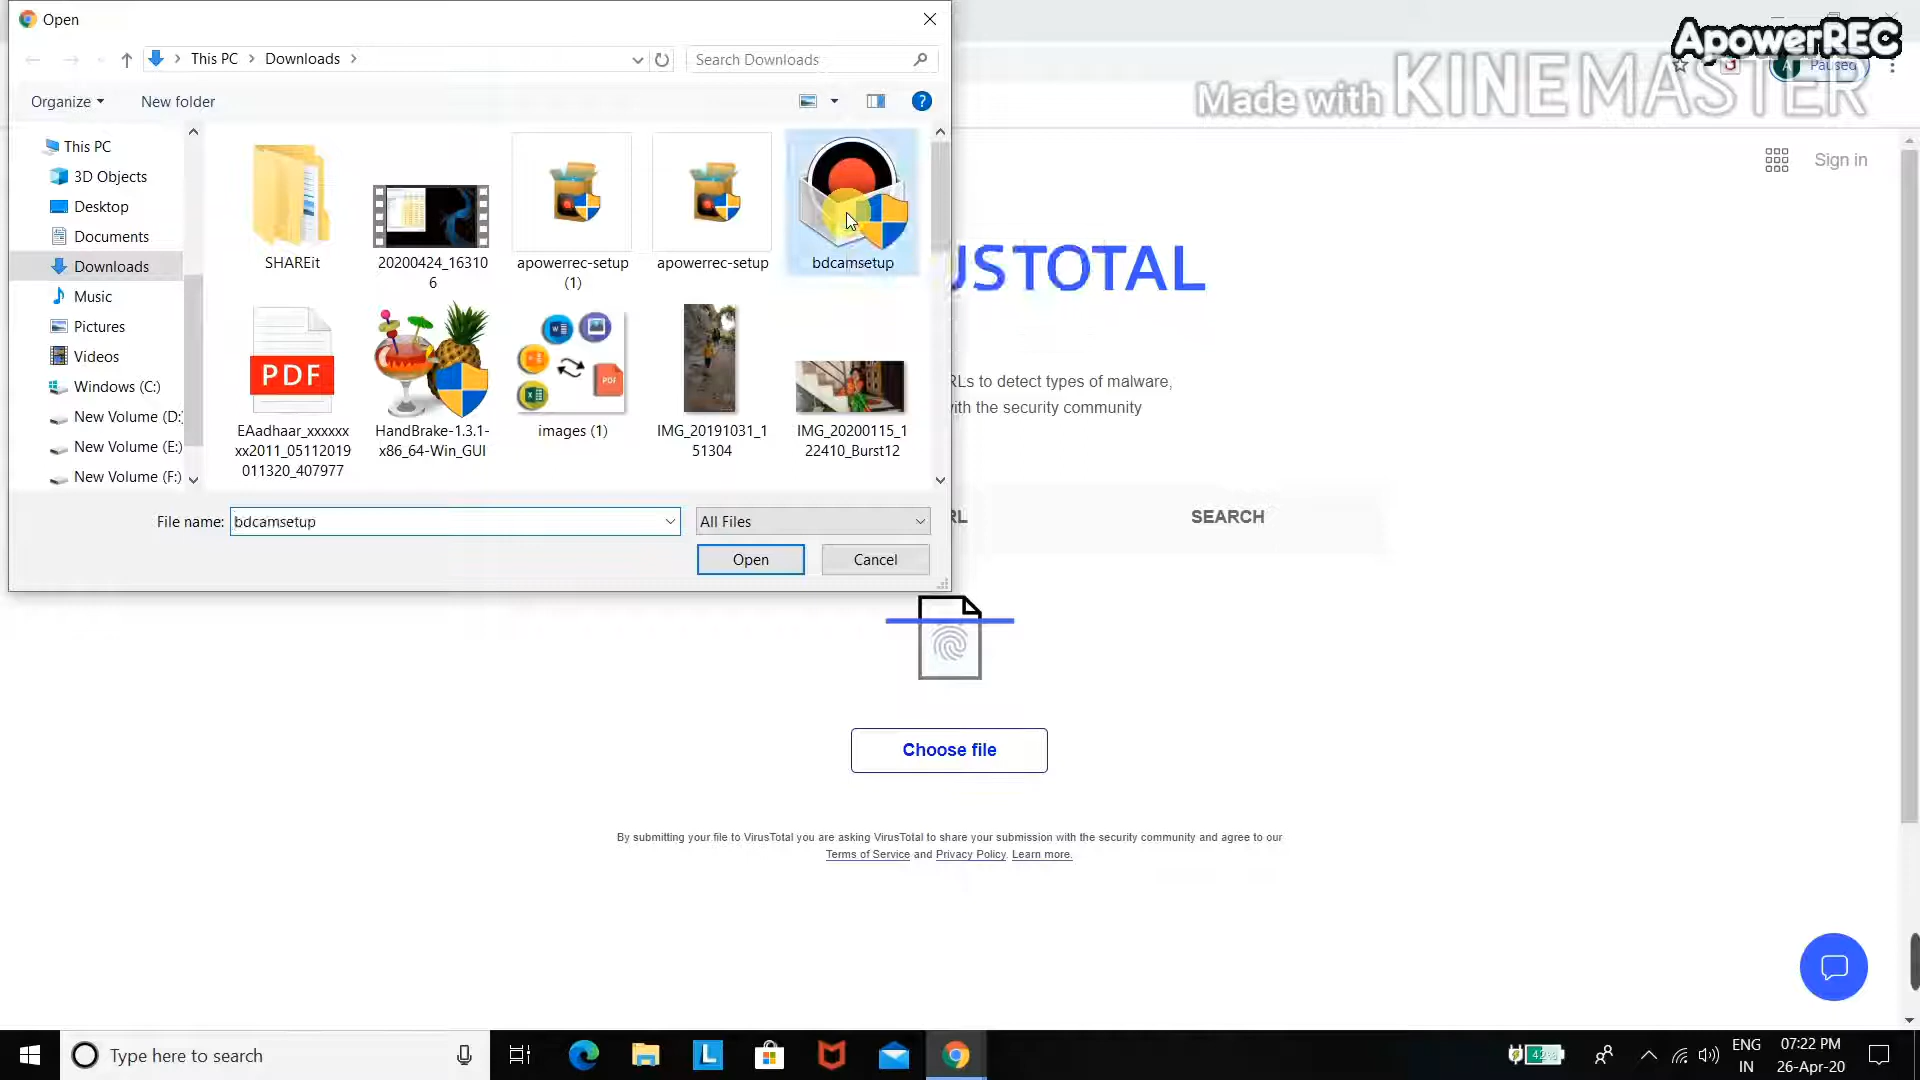 Open
This PC
Downloads
Search Downloads
ApowerREC
Paused
Made with KINEMASTER
Organize
New folder
This PC
3D Objects
Desktop
Documents
Downloads
Music
Pictures
Videos
Windows (C:)
New Volume (D:
New Volume (E:)
New Volume (F:)
SHAREit
20200424_16310
6
apowerrec-setup
(1)
apowerrec-setup
bdcamsetup
PDF
EAadhaar_xxxxxx
xx2011_05112019
011320_407977
HandBrake-1.3.1-
x86_64-Win_GUI
PDF
images (1)
IMG_20191031_1
51304
IMG_20200115_1
22410_Burst12
File name:
bdcamsetup
All Files
Open
Cancel
Sign in
USTOTAL
RLs to detect types of malware,
ith the security community
RL
SEARCH
Choose file
By submitting your file to VirusTotal you are asking VirusTotal to share your submission with the security community and agree to our
Terms of Service and Privacy Policy. Learn more.
Type here to search
42%
ENG
IN
07:22 PM
26-Apr-20